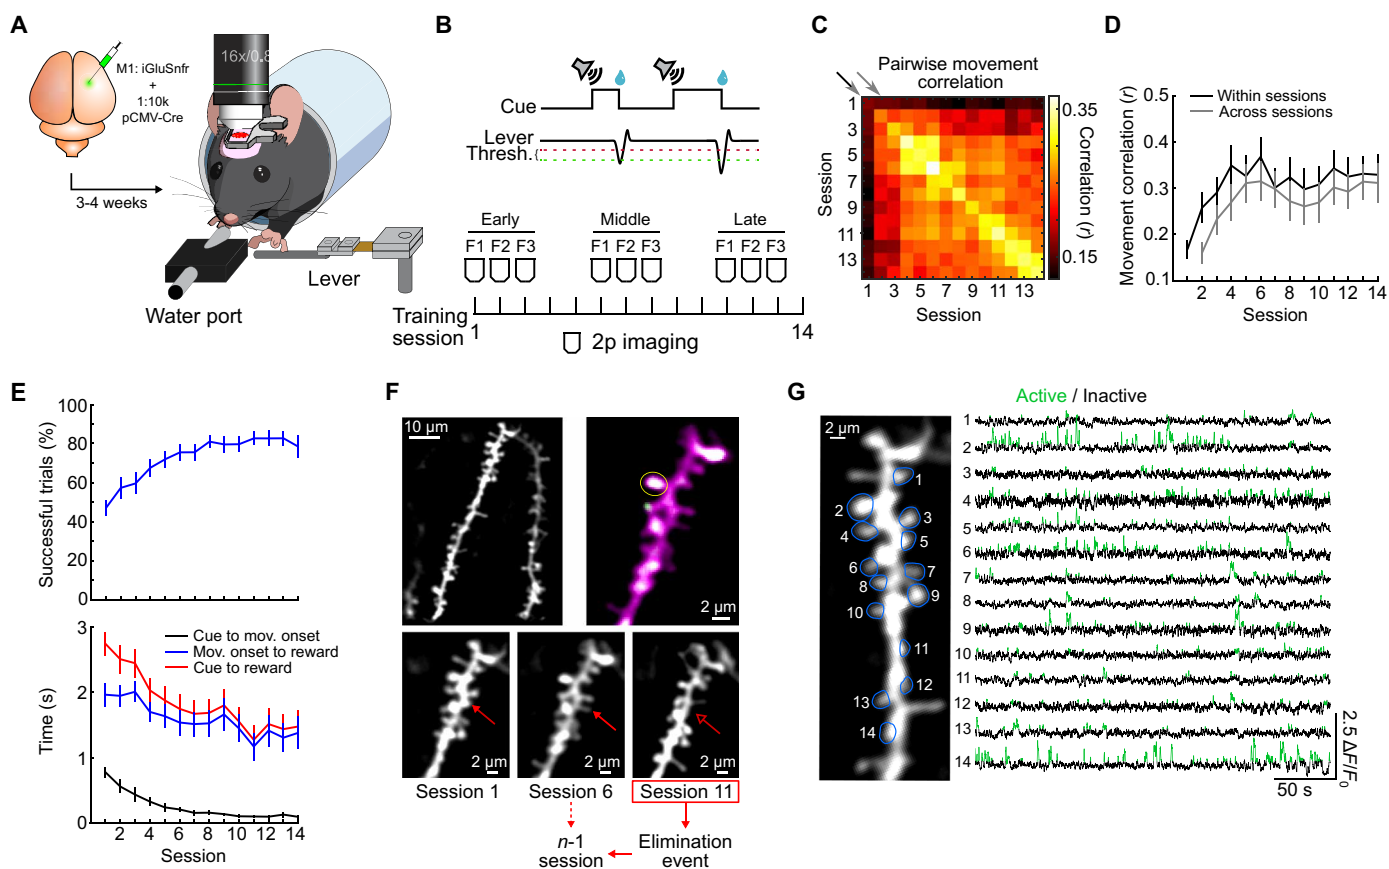 A
M1: iGluSnfr
+
1:10k
pCMV-Cre
16x/0.8
3-4 weeks
Lever
Water port
B
Cue
Lever
Thresh.
Early
Middle
Late
F1 F2 F3
F1 F2 F3
F1 F2 F3
Training
session
1
14
2p imaging
C
Pairwise movement
correlation
1
3
5
7
9
11
13
Session
1 3 5 7 9 11 13
Session
0.35
0.15
Correlation (r)
D
Within sessions
Across sessions
0.5
0.4
0.3
0.2
0.1
Movement correlation (r)
2 4 6 8 10 12 14
Session
E
100
80
60
40
20
0
Successful trials (%)
3
2
1
0
Time (s)
Cue to mov. onset
Mov. onset to reward
Cue to reward
2 4 6 8 10 12 14
Session
F
10 µm
2 µm
2 µm
2 µm
2 µm
Session 1
Session 6
Session 11
n-1
session
Elimination
event
G
2 µm
1
2
3
4
5
6
7
8
9
10
11
12
13
14
Active / Inactive
1
2
3
4
5
6
7
8
9
10
11
12
13
14
2.5 ΔF/F0
50 s